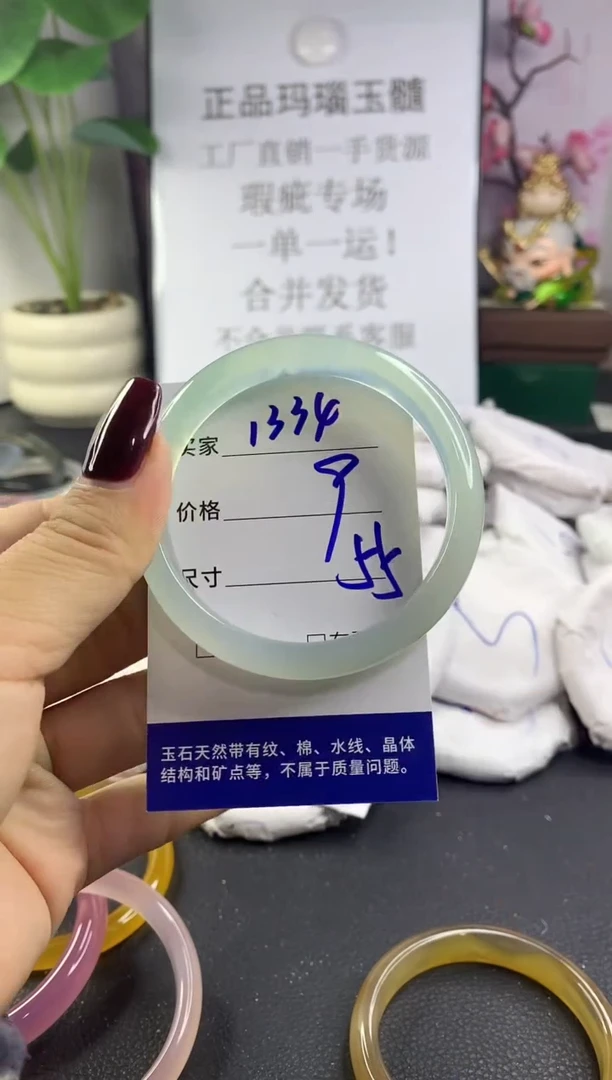 正品玛瑙玉髓
工厂直销一手货源
瑕疵专场
一单一运！
合并发货
买家 1334
价格 9
尺寸 55
玉石天然带有纹、棉、水线、晶体
结构和矿点等，不属于质量问题。